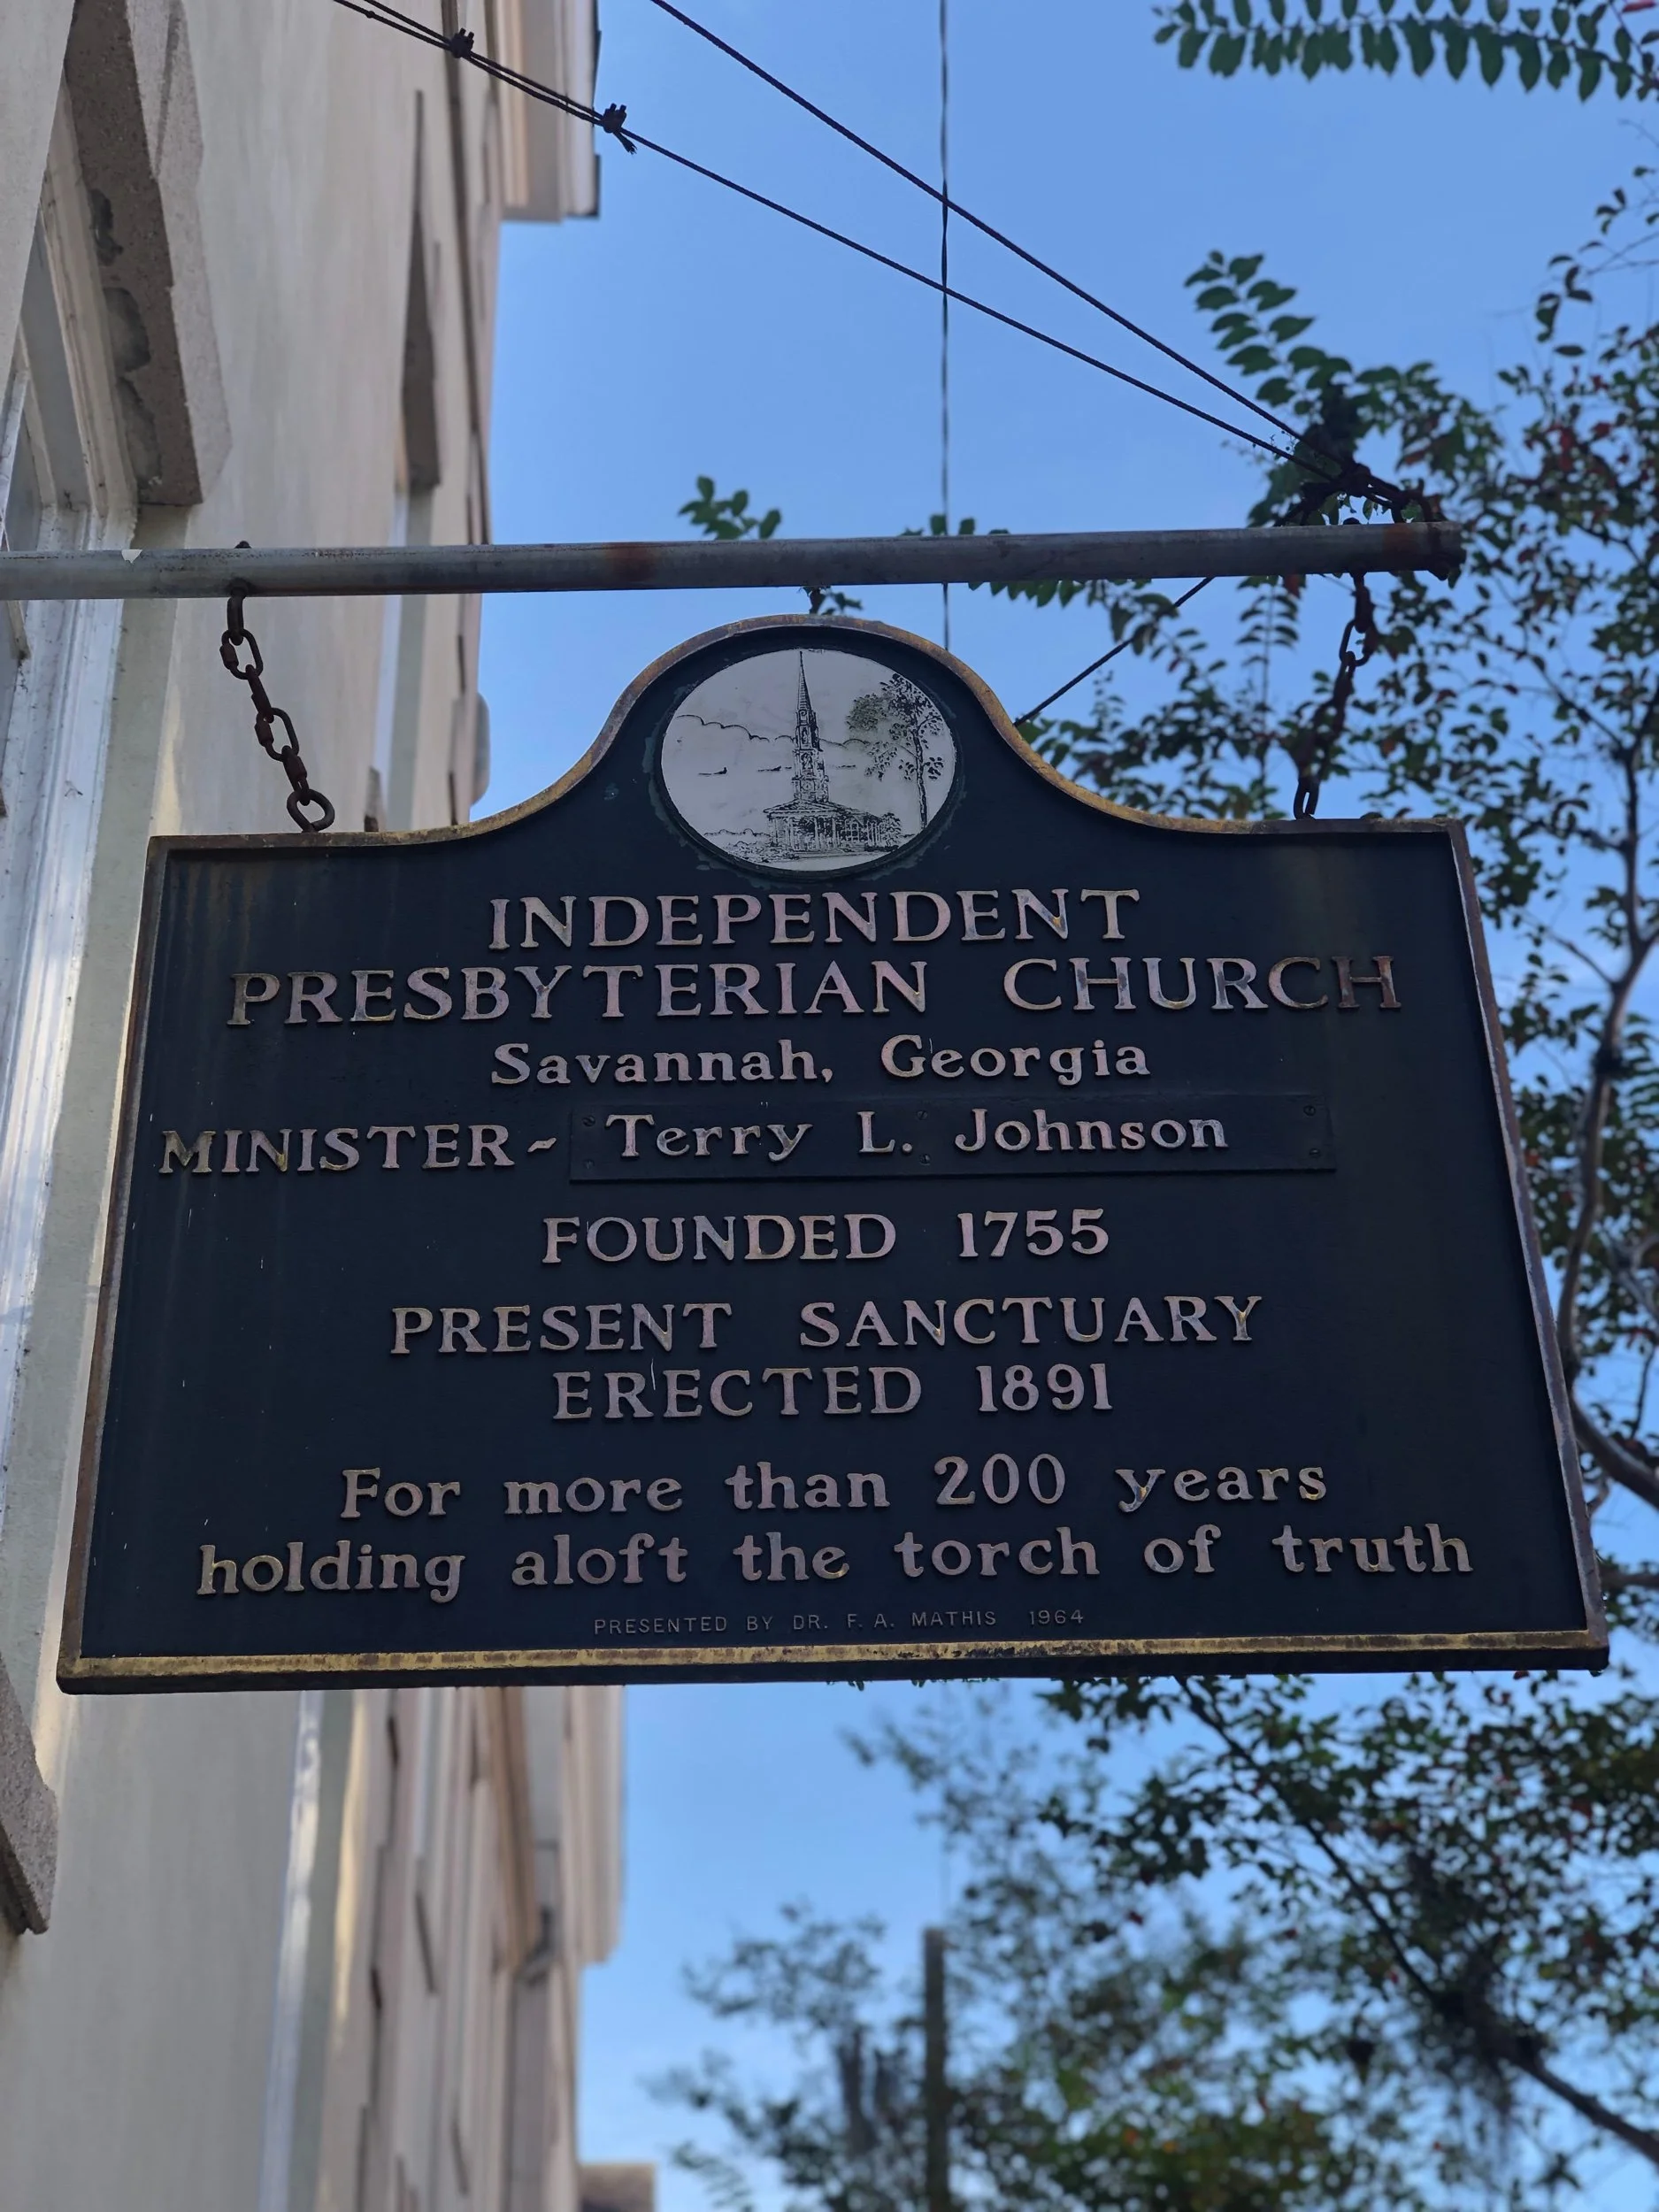 INDEPENDENT
PRESBYTERIAN CHURCH
Savannah, Georgia
MINISTER~ Terry L. Johnson
FOUNDED 1755
PRESENT SANCTUARY
ERECTED 1891
For more than 200 years
holding aloft the torch of truth
PRESENTED BY DR. F. A. MATHIS 1964